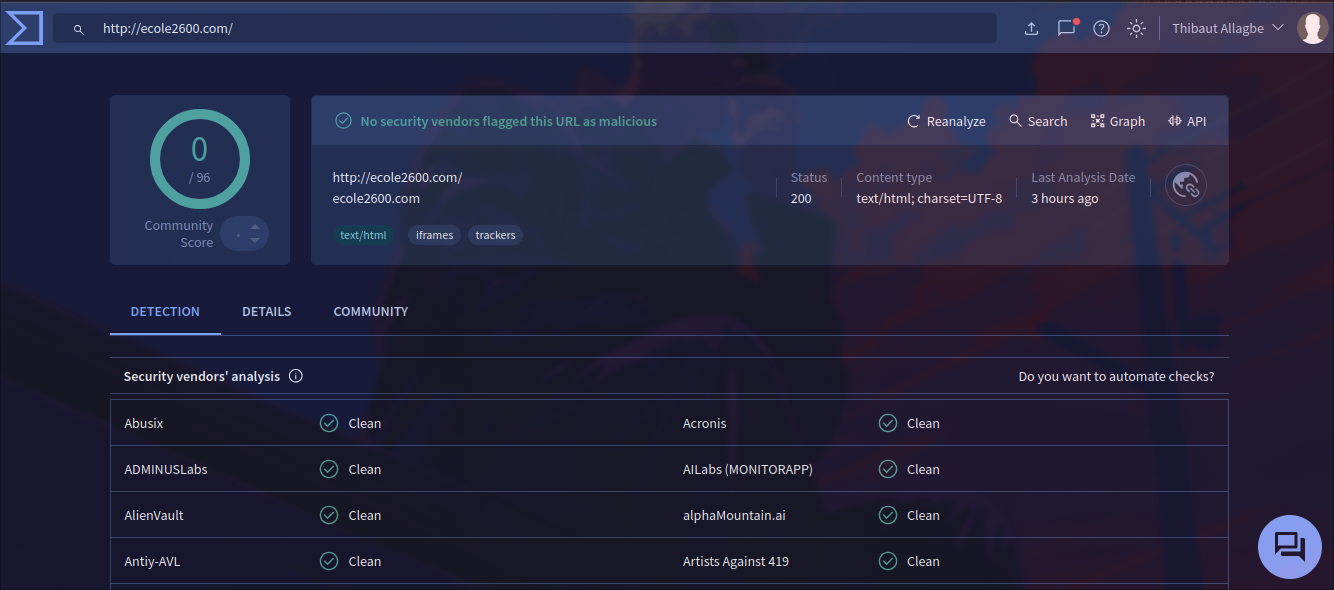 http://ecole2600.com/
Thibaut Allagbe
0
/ 96
Community
Score
No security vendors flagged this URL as malicious
Reanalyze
Search
Graph
API
http://ecole2600.com/
ecole2600.com
Status
200
Content type
text/html; charset=UTF-8
Last Analysis Date
3 hours ago
text/html
iframes
trackers
DETECTION
DETAILS
COMMUNITY
Security vendors' analysis
Do you want to automate checks?
Abusix Clean Acronis Clean
ADMINUSLabs Clean AILabs (MONITORAPP) Clean
AlienVault Clean alphaMountain.ai Clean
Antiy-AVL Clean Artists Against 419 Clean